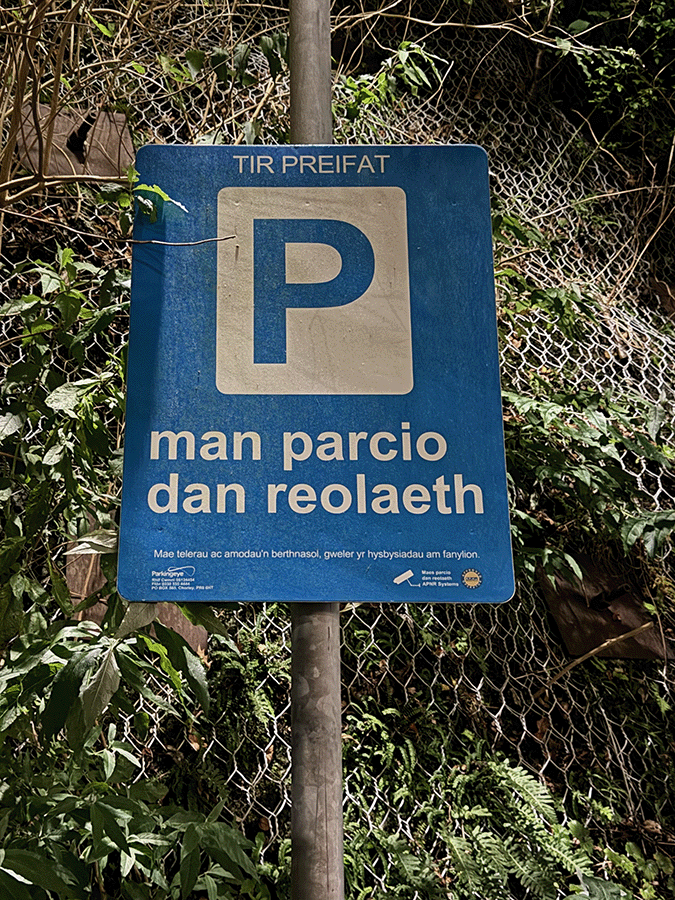 TIR PREIFAT
P
man parcio
dan reolaeth
Mae telerau ac amodau'n berthnasol, gweler yr hysbysiadau am fanylion.
Parkingeye
Maes parcio
dan reolaeth
APNR Systems